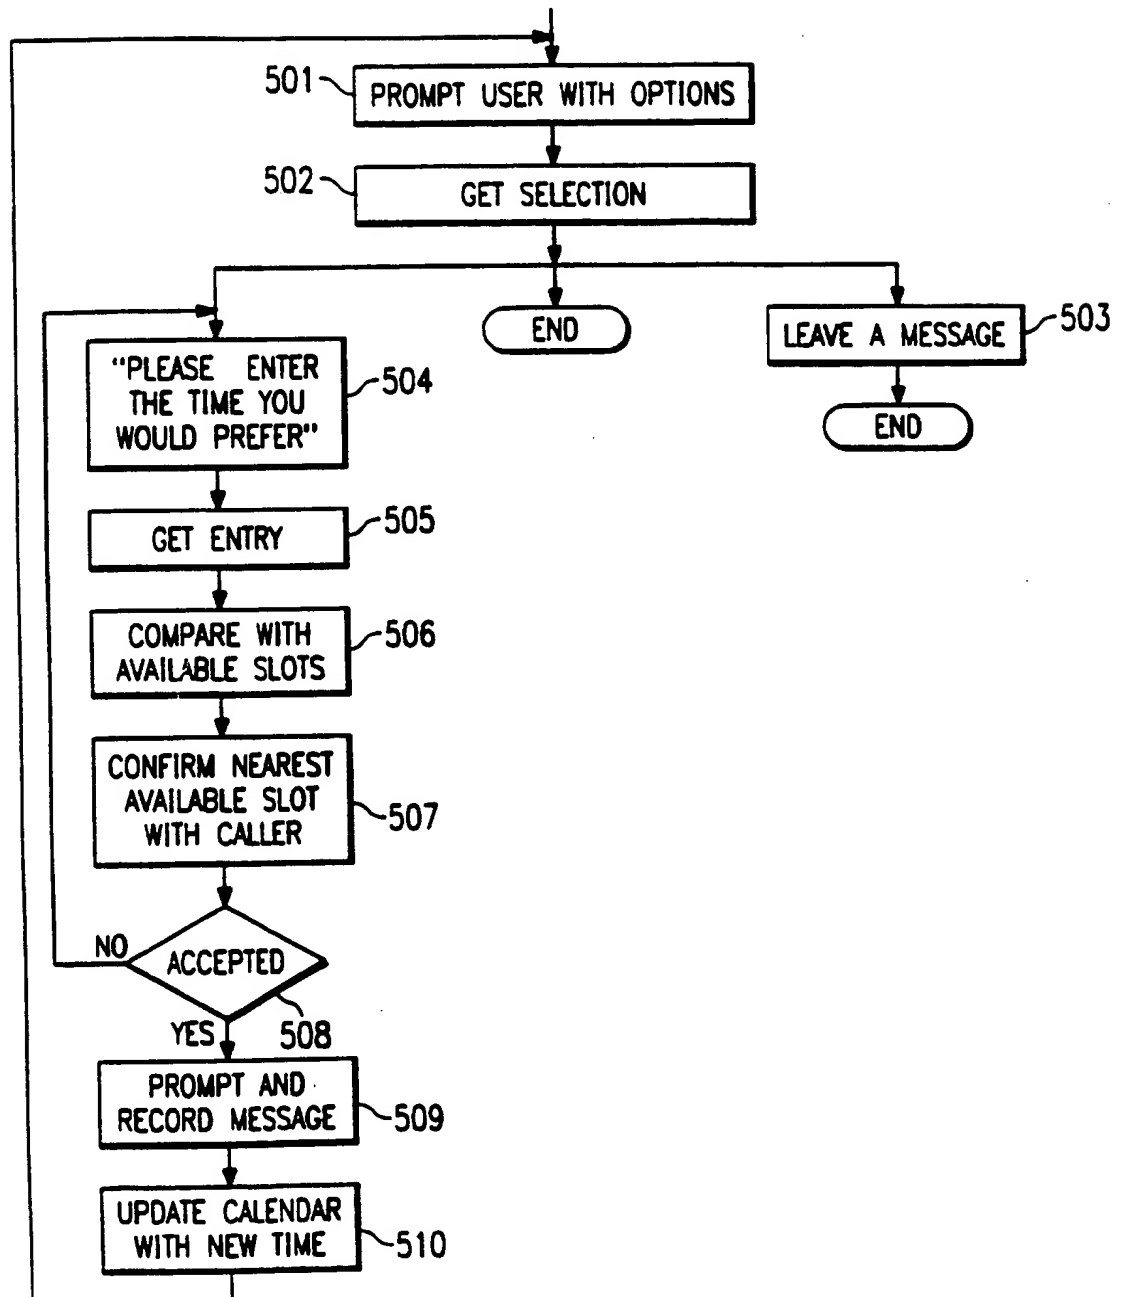 501
PROMPT USER WITH OPTIONS
502
GET SELECTION
END
LEAVE A MESSAGE
503
END
"PLEASE ENTER
THE TIME YOU
WOULD PREFER"
504
GET ENTRY
505
COMPARE WITH
AVAILABLE SLOTS
506
CONFIRM NEAREST
AVAILABLE SLOT
WITH CALLER
507
NO
ACCEPTED
508
YES
PROMPT AND
RECORD MESSAGE
509
UPDATE CALENDAR
WITH NEW TIME
510